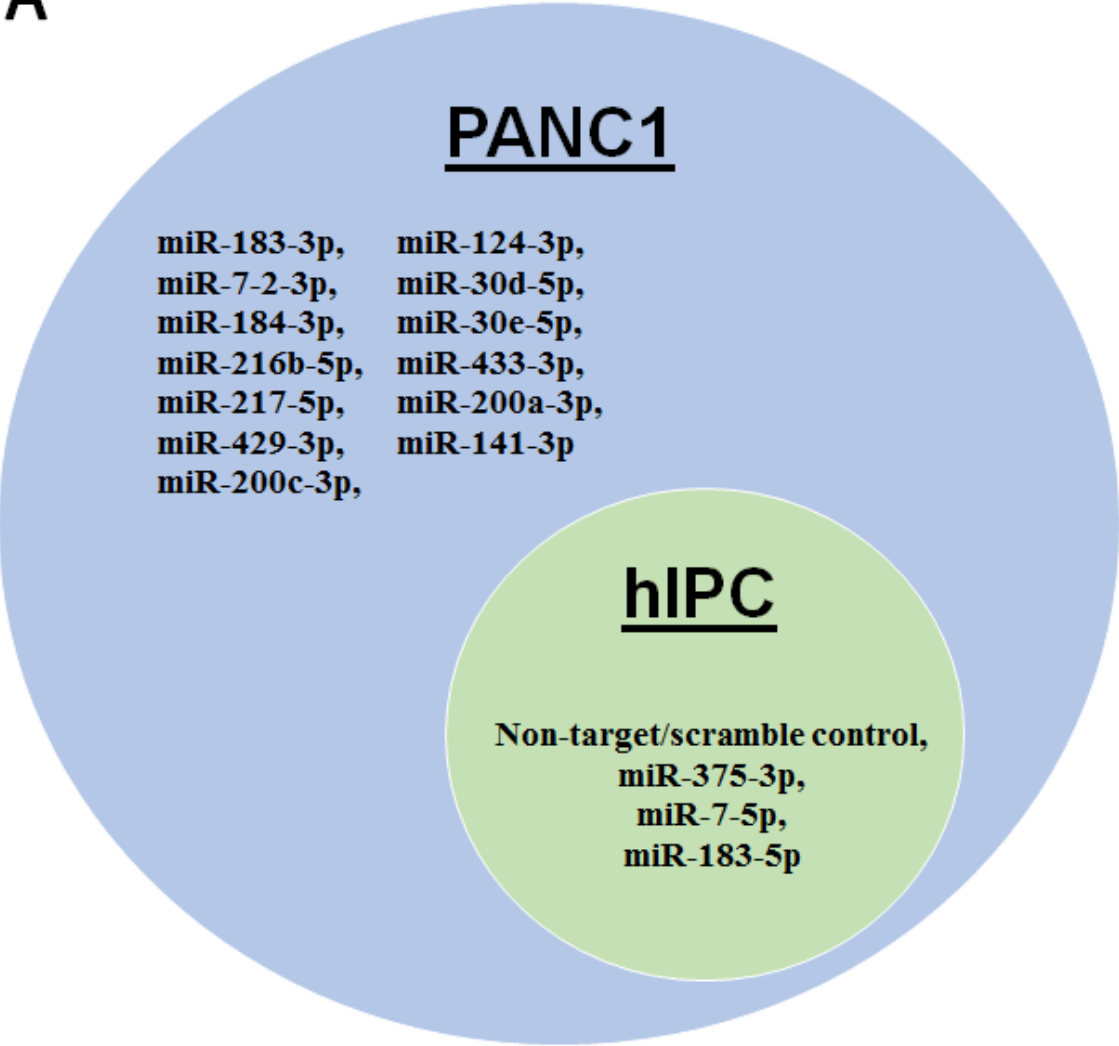 A
PANC1
miR-183-3p,
miR-7-2-3p,
miR-184-3p,
miR-216b-5p,
miR-217-5p,
miR-429-3p,
miR-200c-3p,
miR-124-3p,
miR-30d-5p,
miR-30e-5p,
miR-433-3p,
miR-200a-3p,
miR-141-3p
hIPC
Non-target/scramble control,
miR-375-3p,
miR-7-5p,
miR-183-5p